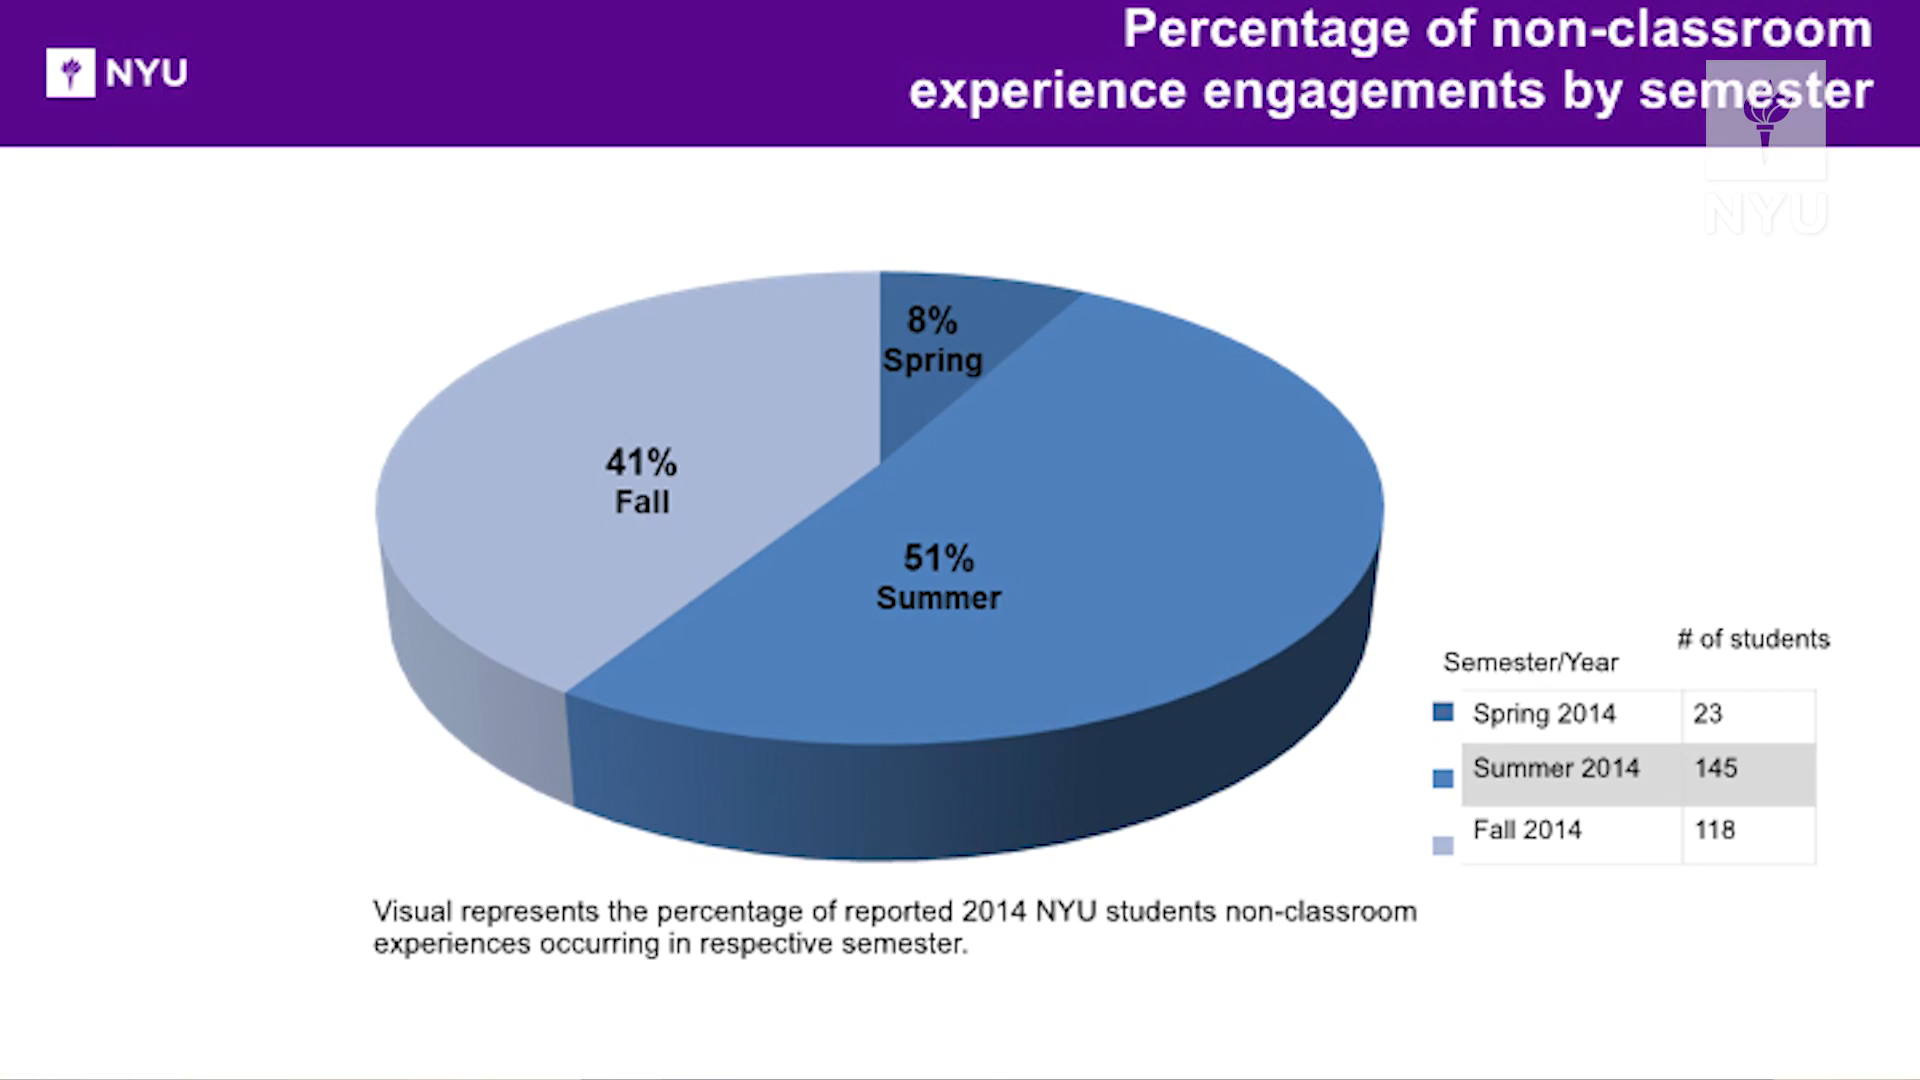 Percentage of non-classroom
NYU
experience engagements by semester
NYU
8%
Spring
41%
Fall
51%
Summer
# of students
Semester/Year
Spring 2014 23
Summer 2014 145
Fall 2014 118
Visual represents the percentage of reported 2014 NYU students non-classroom
experiences occurring in respective semester.